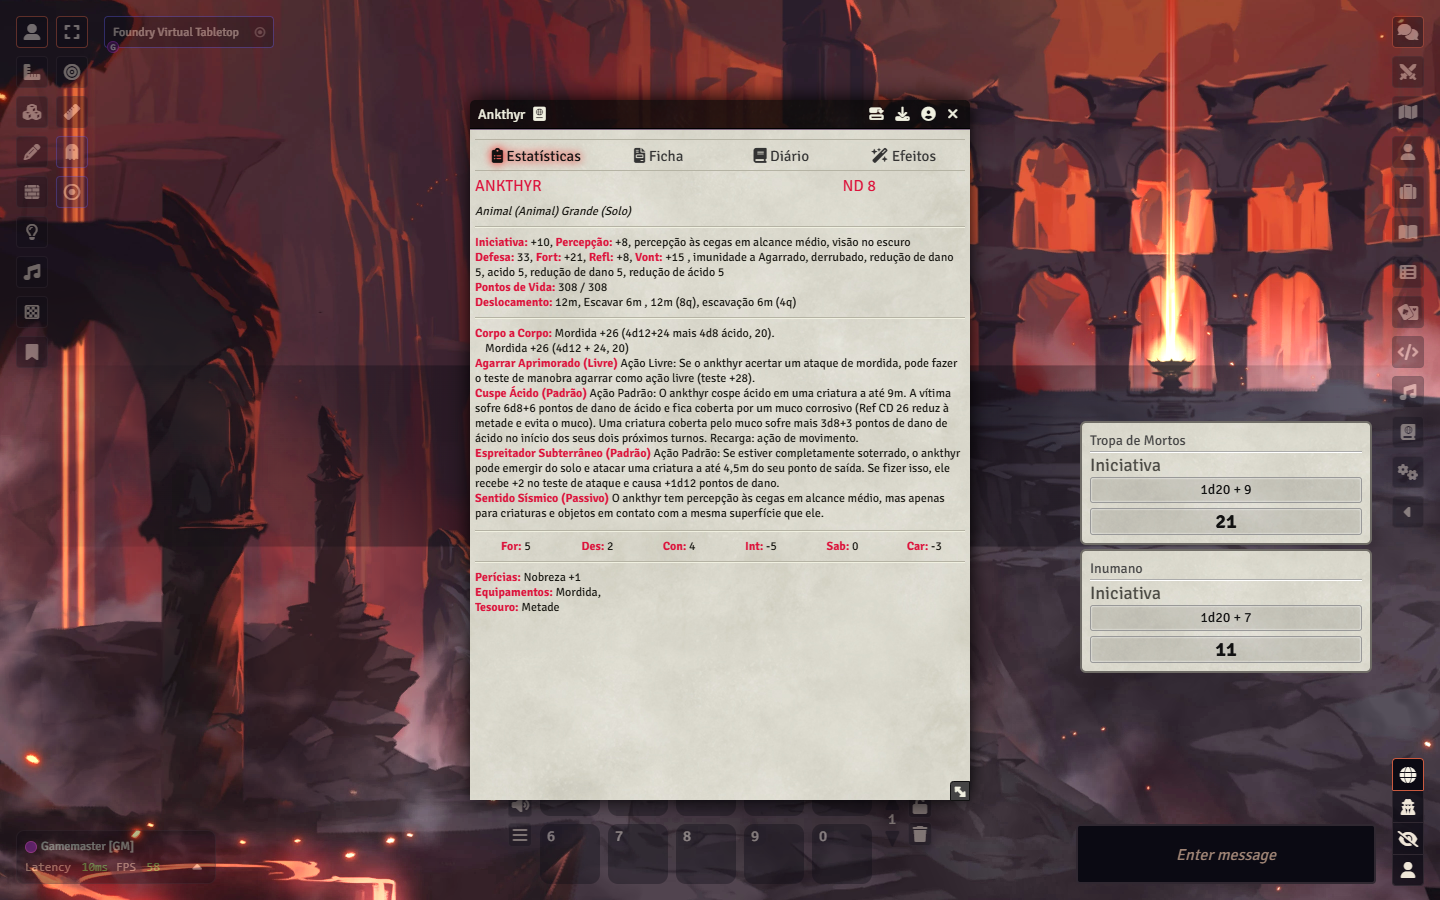 Foundry Virtual Tabletop
G
Ankthyr
Estatísticas
Ficha
Diário
Efeitos
ANKTHYR
ND 8
Animal (Animal) Grande (Solo)
Iniciativa: +10, Percepção: +8, percepção às cegas em alcance médio, visão no escuro
Defesa: 33, Fort: +21, Refl: +8, Vont: +15 , imunidade a Agarrado, derrubado, redução de dano
5, acido 5, redução de dano 5, redução de ácido 5
Pontos de Vida: 308 / 308
Deslocamento: 12m, Escavar 6m , 12m (8q), escavação 6m (4q)
Corpo a Corpo: Mordida +26 (4d12+24 mais 4d8 ácido, 20).
Mordida +26 (4d12 + 24, 20)
Agarrar Aprimorado (Livre) Ação Livre: Se o ankthyr acertar um ataque de mordida, pode fazer
o teste de manobra agarrar como ação livre (teste +28).
Cuspe Ácido (Padrão) Ação Padrão: O ankthyr cospe ácido em uma criatura a até 9m. A vítima
sofre 6d8+6 pontos de dano de ácido e fica coberta por um muco corrosivo (Ref CD 26 reduz à
metade e evita o muco). Uma criatura coberta pelo muco sofre mais 3d8+3 pontos de dano de
ácido no início dos seus dois próximos turnos. Recarga: ação de movimento.
Espreitador Subterrâneo (Padrão) Ação Padrão: Se estiver completamente soterrado, o ankthyr
pode emergir do solo e atacar uma criatura a até 4,5m do seu ponto de saída. Se fizer isso, ele
recebe +2 no teste de ataque e causa +1d12 pontos de dano.
Sentido Sísmico (Passivo) O ankthyr tem percepção às cegas em alcance médio, mas apenas
para criaturas e objetos em contato com a mesma superfície que ele.
For: 5 Des: 2 Con: 4 Int: -5 Sab: 0 Car: -3
Perícias: Nobreza +1
Equipamentos: Mordida,
Tesouro: Metade
Tropa de Mortos
Iniciativa
1d20 + 9
21
Inumano
Iniciativa
1d20 + 7
11
Enter message
6 7 8 9 0
1
Gamemaster [GM]
Latency 10ms FPS 58